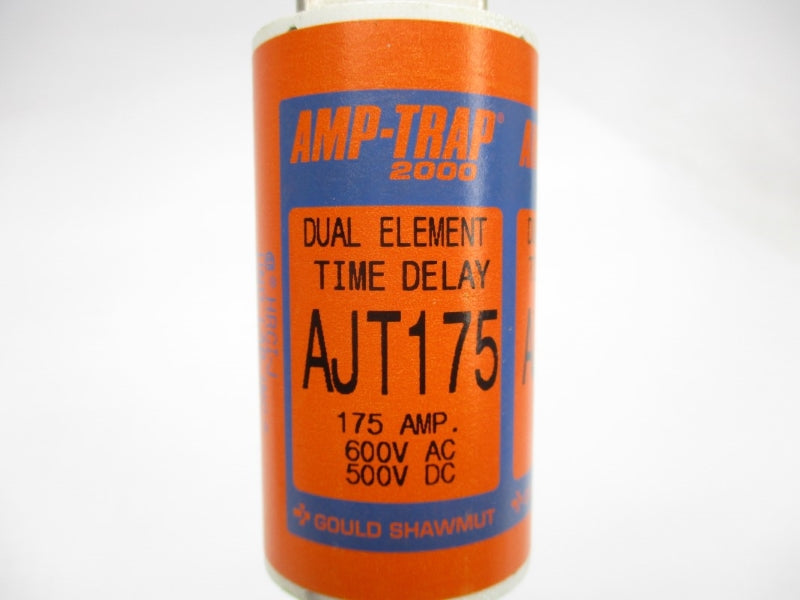 AMP-TRAP®
2000
DUAL ELEMENT
TIME DELAY
AJT175
175 AMP.
600V AC
500V DC
GOULD SHAWMUT